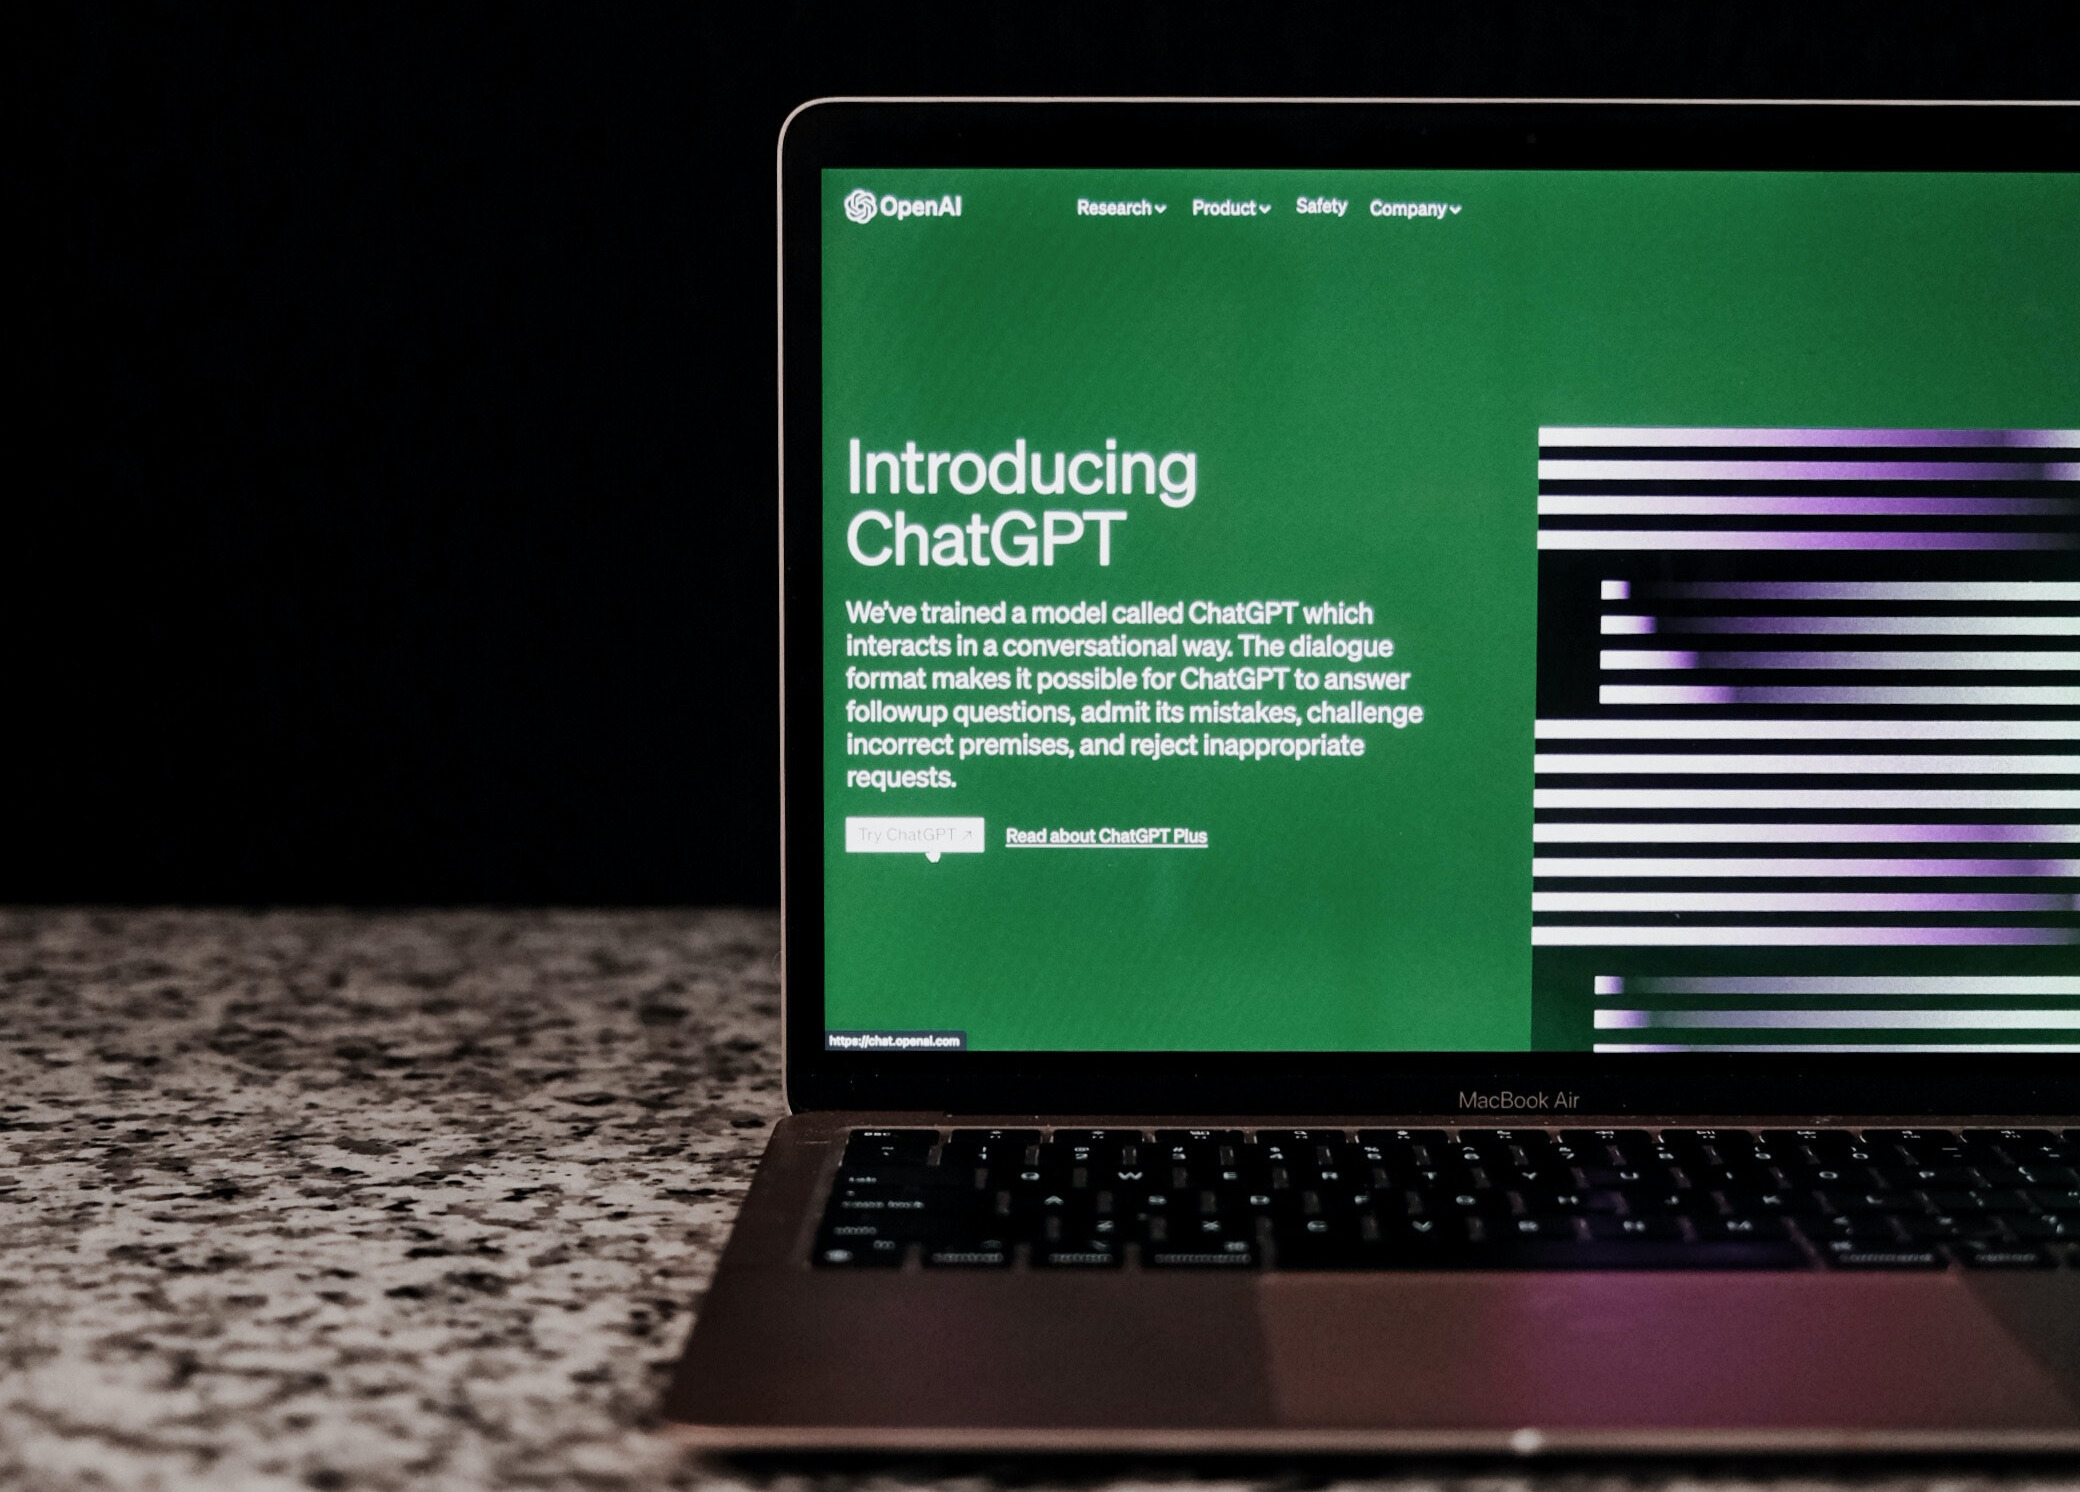 OpenAI Research Product Safety Company
Introducing
ChatGPT
We've trained a model called ChatGPT which
interacts in a conversational way. The dialogue
format makes it possible for ChatGPT to answer
followup questions, admit its mistakes, challenge
incorrect premises, and reject inappropriate
requests.
Try ChatGPT ↗ Read about ChatGPT Plus
https://chat.openai.com
MacBook Air
esc
Q W E R T Y U I O P
A S D F G H J K L
Z X C V B N M